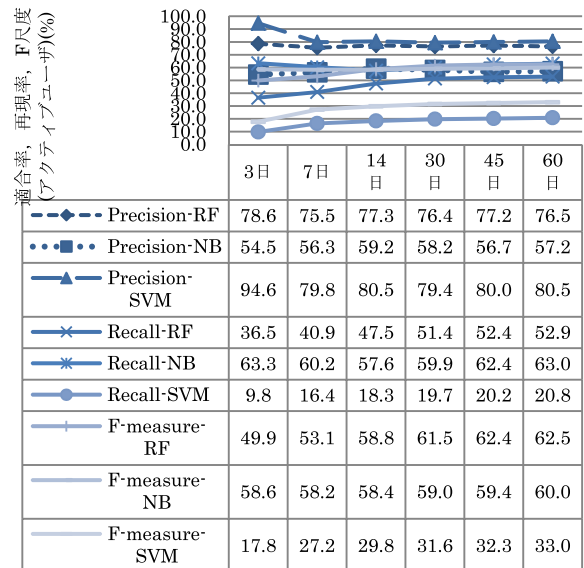 適合率, 再現率, F尺度
(アクティブユーザ)(%)
100.0
90.0
80.0
70.0
60.0
50.0
40.0
30.0
20.0
10.0
0.0
3日 7日 14日 30日 45日 60日
Precision-RF 78.6 75.5 77.3 76.4 77.2 76.5
Precision-NB 54.5 56.3 59.2 58.2 56.7 57.2
Precision-SVM 94.6 79.8 80.5 79.4 80.0 80.5
Recall-RF 36.5 40.9 47.5 51.4 52.4 52.9
Recall-NB 63.3 60.2 57.6 59.9 62.4 63.0
Recall-SVM 9.8 16.4 18.3 19.7 20.2 20.8
F-measure-RF 49.9 53.1 58.8 61.5 62.4 62.5
F-measure-NB 58.6 58.2 58.4 59.0 59.4 60.0
F-measure-SVM 17.8 27.2 29.8 31.6 32.3 33.0